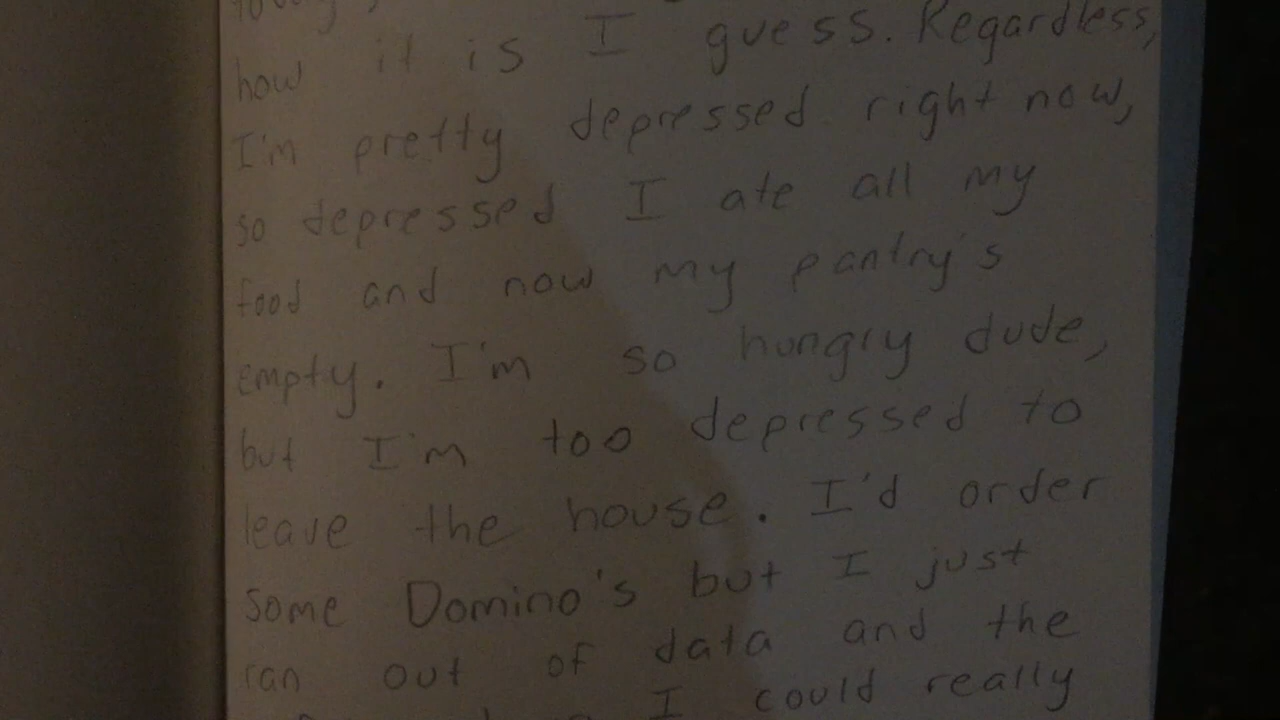 how it is I guess. Regardless,
I'm pretty depressed right now,
so depressed I ate all my
food and now my pantry's
empty. I'm so hungry dude,
but I'm too depressed to
leave the house. I'd order
some Domino's but I just
ran out of data and the
I could really